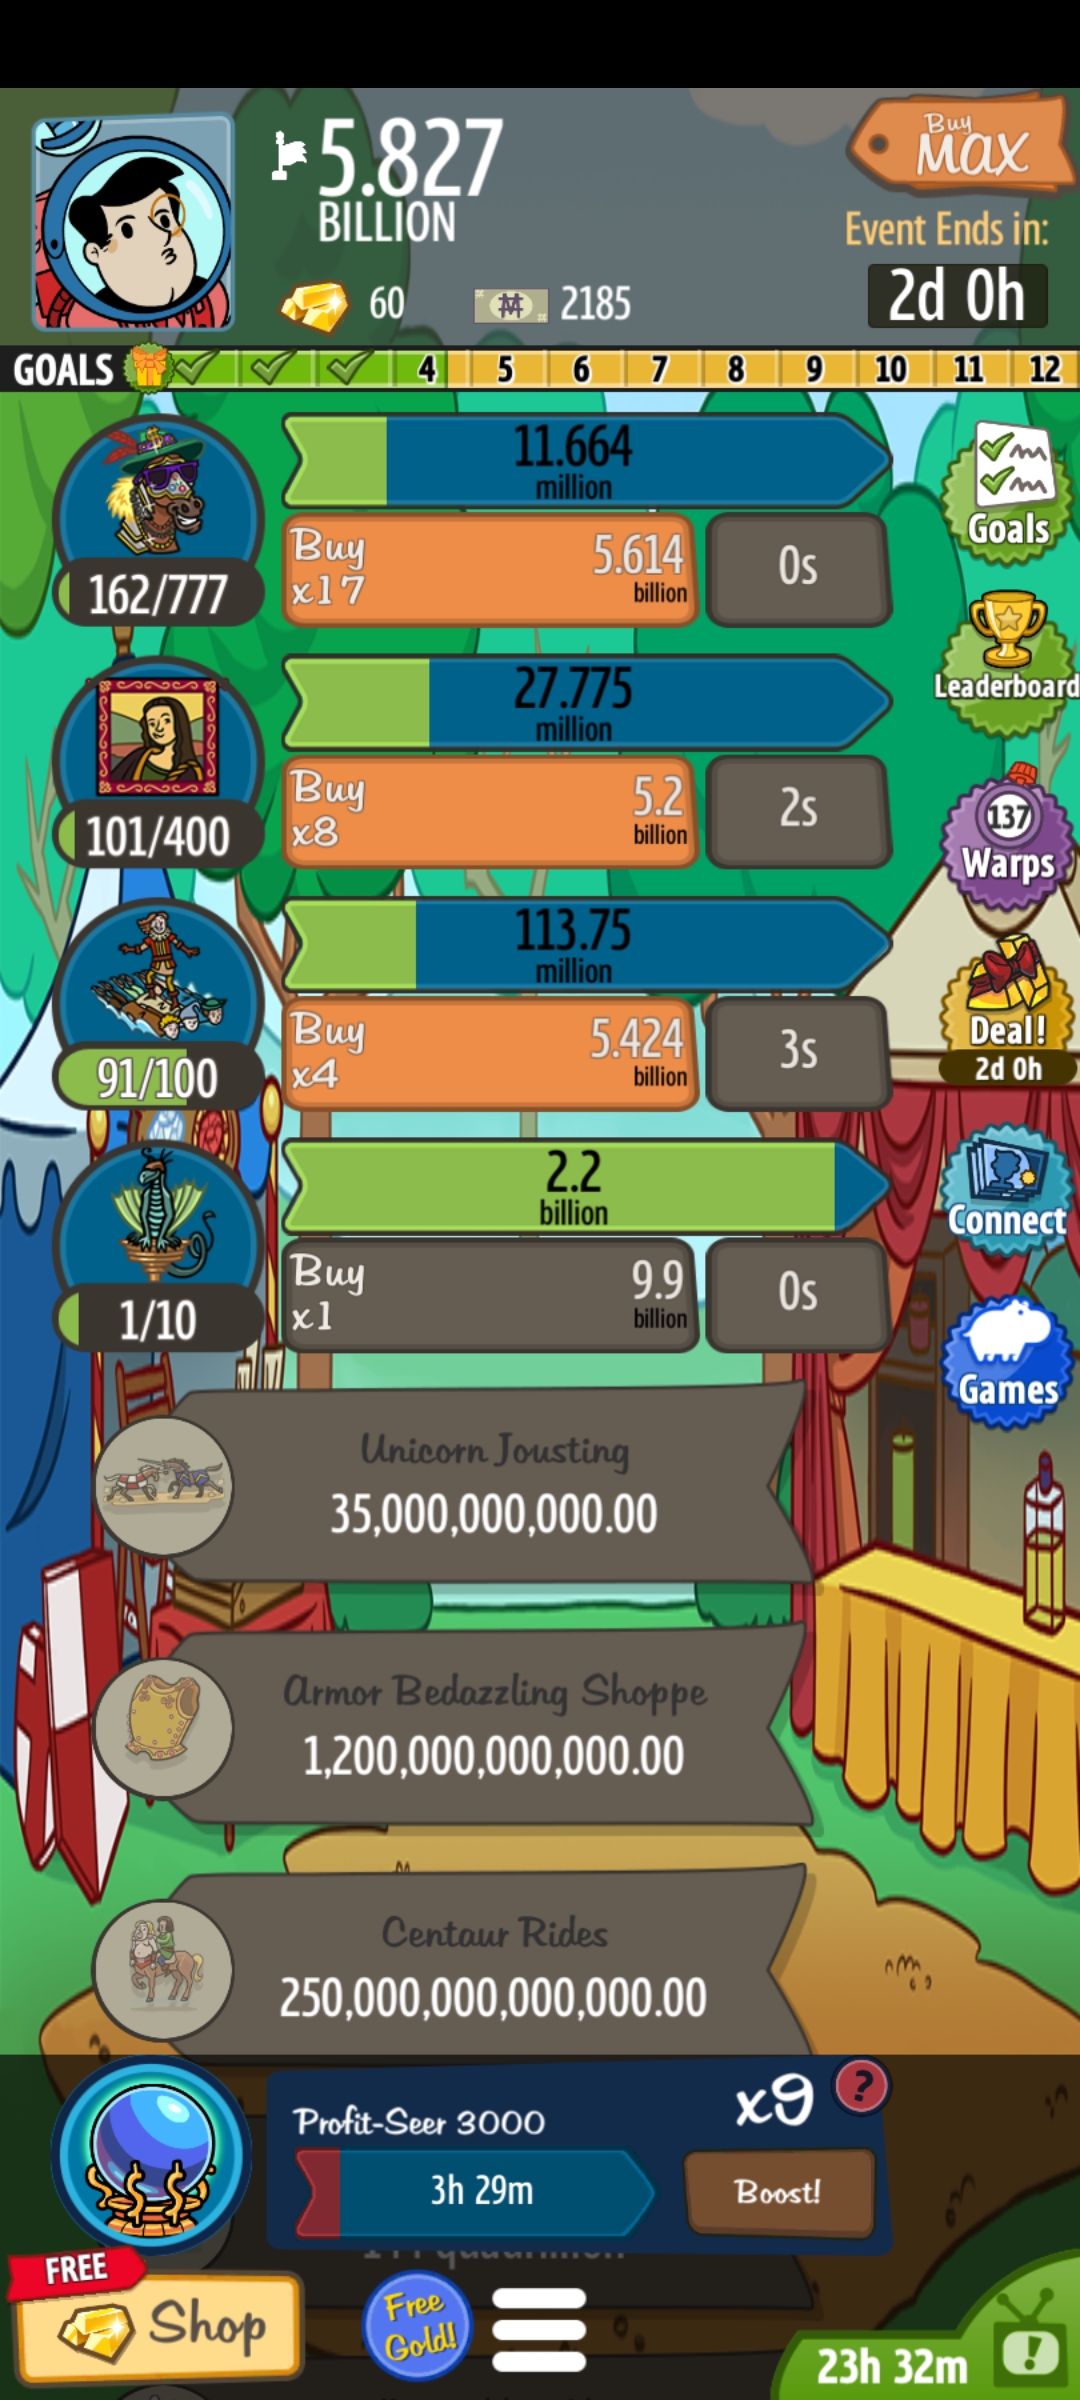 5.827
BILLION
Buy
MAX
Event Ends in:
2d 0h
60
2185
GOALS
4 5 6 7 8 9 10 11 12
11.664
million
Buy
x17
5.614
billion
0s
162/777
Goals
27.775
million
Buy
x8
5.2
billion
2s
101/400
Leaderboard
137
Warps
113.75
million
Buy
x4
5.424
billion
3s
91/100
Deal!
2d 0h
2.2
billion
Buy
x1
9.9
billion
0s
1/10
Connect
Games
Unicorn Jousting
35,000,000,000.00
Armor Bedazzling Shoppe
1,200,000,000,000.00
Centaur Rides
250,000,000,000,000.00
Profit-Seer 3000
x9
?
3h 29m
Boost!
FREE
Shop
Free
Gold!
23h 32m